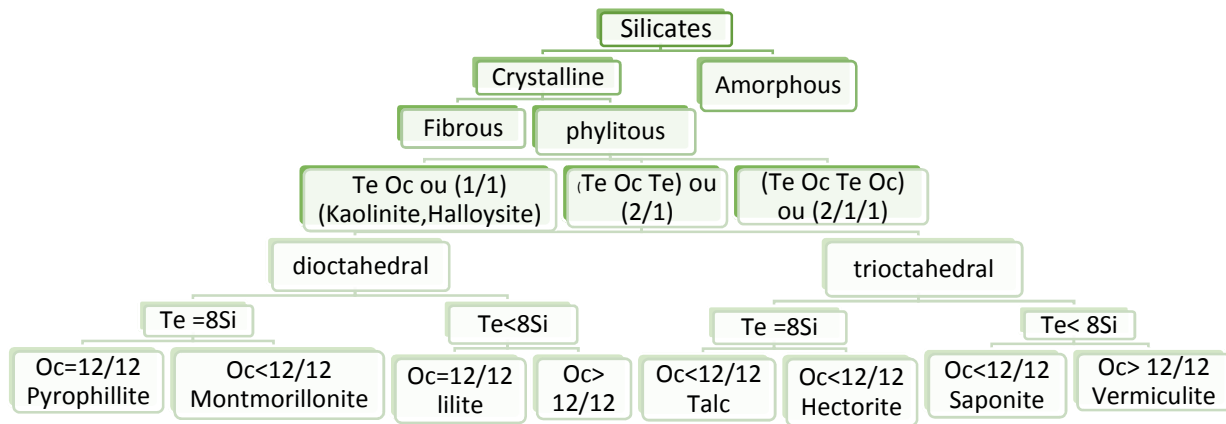 Silicates
Crystalline
Amorphous
Fibrous
phylitous
Te Oc ou (1/1)
(Kaolinite,Halloysite)
(Te Oc Te) ou
(2/1)
(Te Oc Te Oc)
ou (2/1/1)
dioctahedral
trioctahedral
Te =8Si
Te<8Si
Te =8Si
Te< 8Si
Oc=12/12
Pyrophillite
Oc<12/12
Montmorillonite
Oc=12/12
lilite
Oc>
12/12
Oc<12/12
Talc
Oc<12/12
Hectorite
Oc<12/12
Saponite
Oc> 12/12
Vermiculite